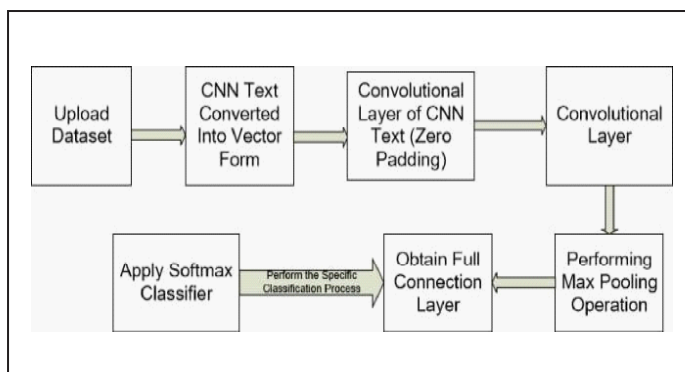 Upload
Dataset
CNN Text
Converted
Into Vector
Form
Convolutional
Layer of CNN
Text (Zero
Padding)
Convolutional
Layer
Apply Softmax
Classifier
Perform the Specific
Classification Process
Obtain Full
Connection
Layer
Performing
Max Pooling
Operation